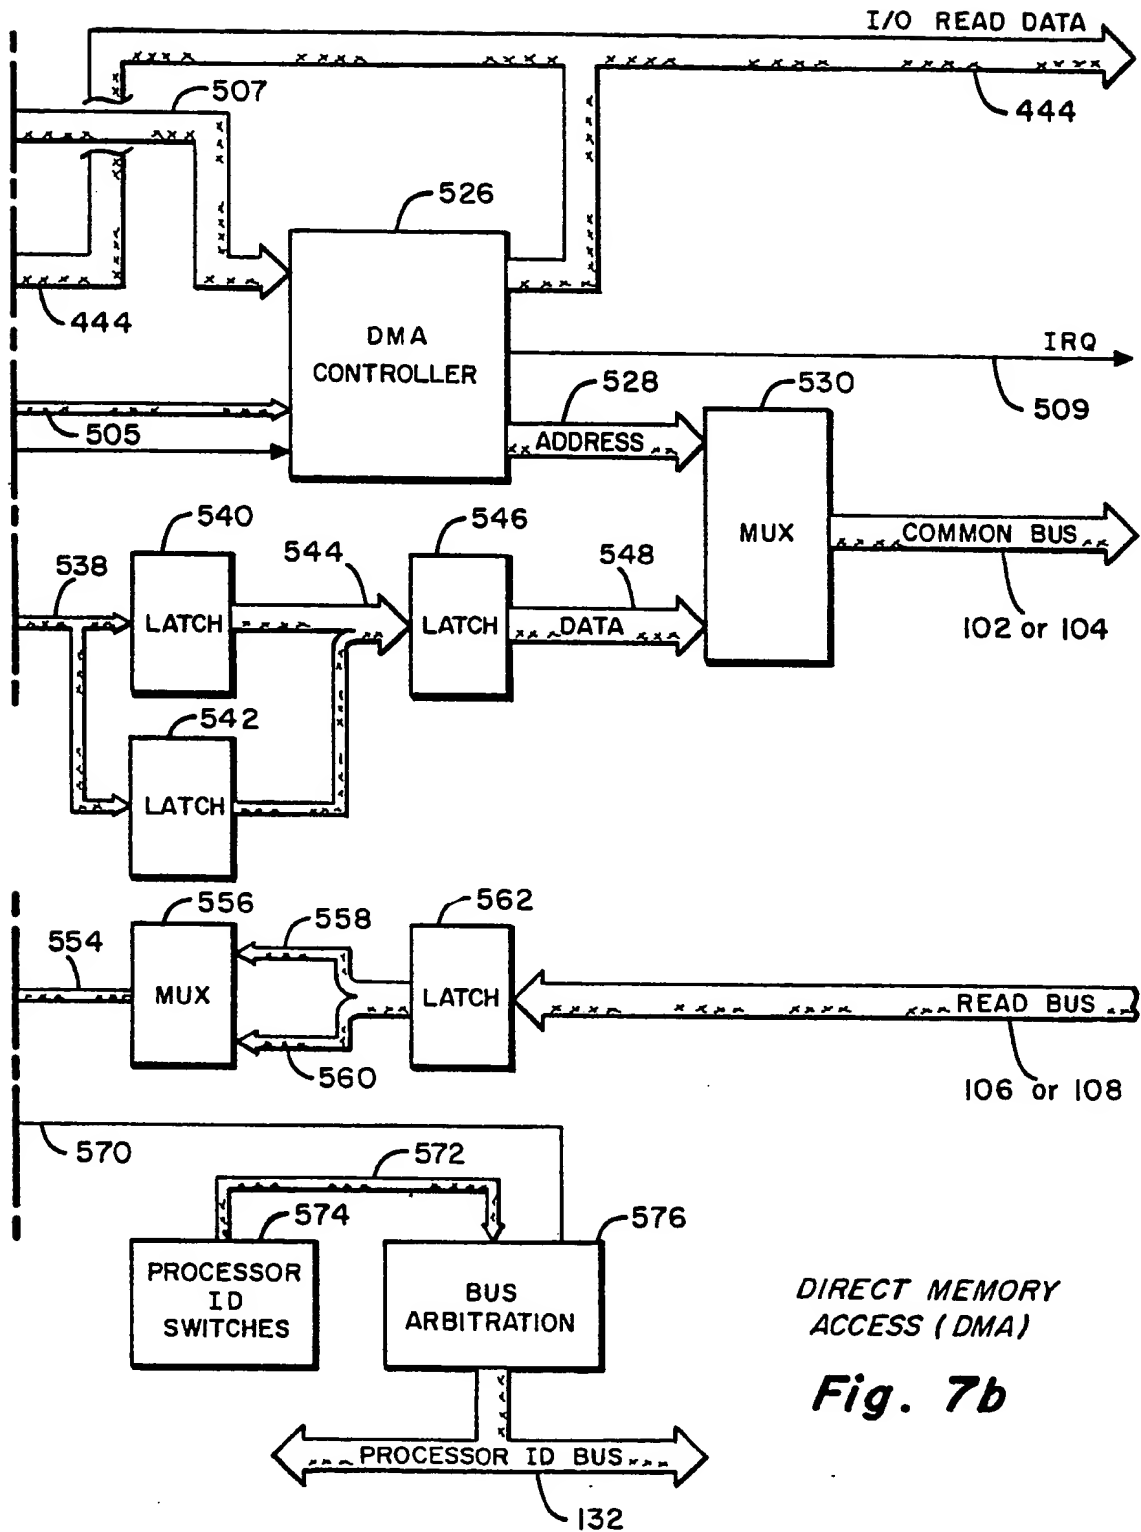 I/O READ DATA
507
444
526
444
DMA
CONTROLLER
IRQ
528
530
509
505
ADDRESS
540
546
MUX
COMMON BUS
538
544
548
LATCH
LATCH
DATA
102 or 104
542
LATCH
556
558
562
554
MUX
LATCH
READ BUS
560
106 or 108
570
572
574
576
PROCESSOR
ID
SWITCHES
BUS
ARBITRATION
DIRECT MEMORY
ACCESS (DMA)
Fig. 7b
PROCESSOR ID BUS
132